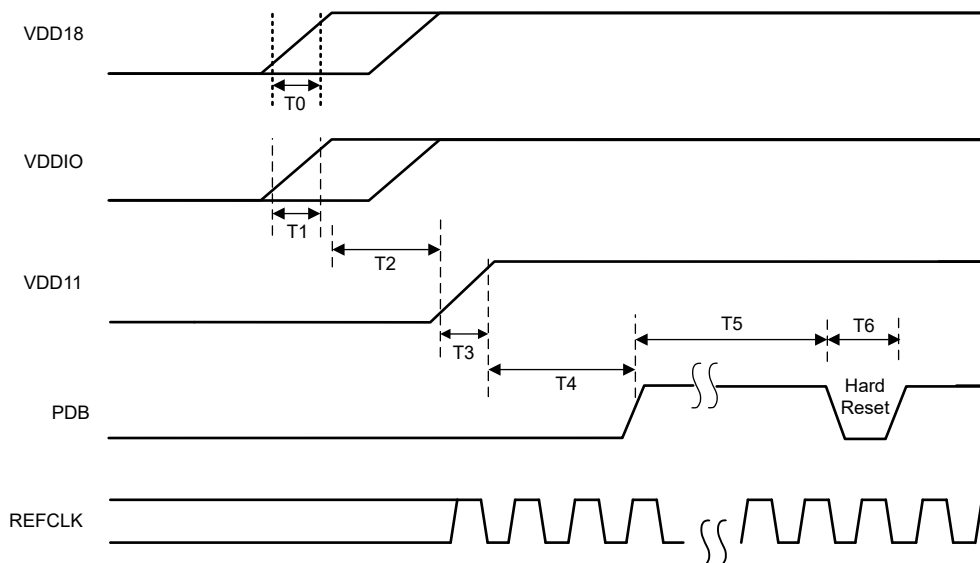 VDD18
T0
VDDIO
T1
T2
VDD11
T3
T5
T6
T4
Hard
Reset
PDB
REFCLK